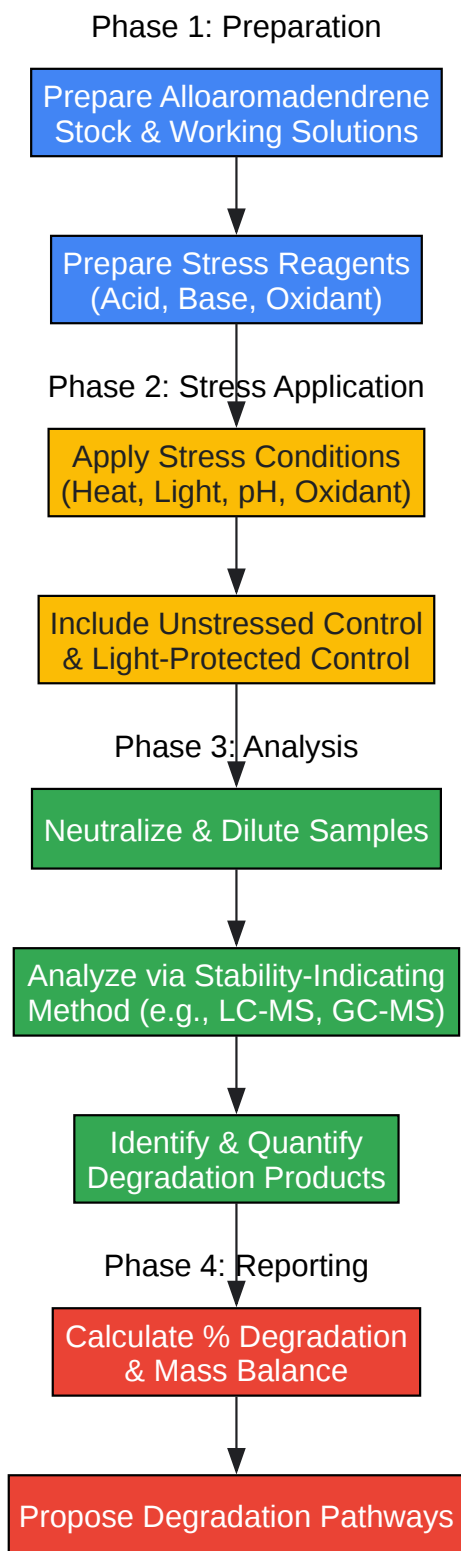 Phase 1: Preparation
Prepare Alloaromadendrene
Stock & Working Solutions
Prepare Stress Reagents
(Acid, Base, Oxidant)
Phase 2: Stress Application
Apply Stress Conditions
(Heat, Light, pH, Oxidant)
Include Unstressed Control
& Light-Protected Control
Phase 3: Analysis
Neutralize & Dilute Samples
Analyze via Stability-Indicating
Method (e.g., LC-MS, GC-MS)
Identify & Quantify
Degradation Products
Phase 4: Reporting
Calculate % Degradation
& Mass Balance
Propose Degradation Pathways